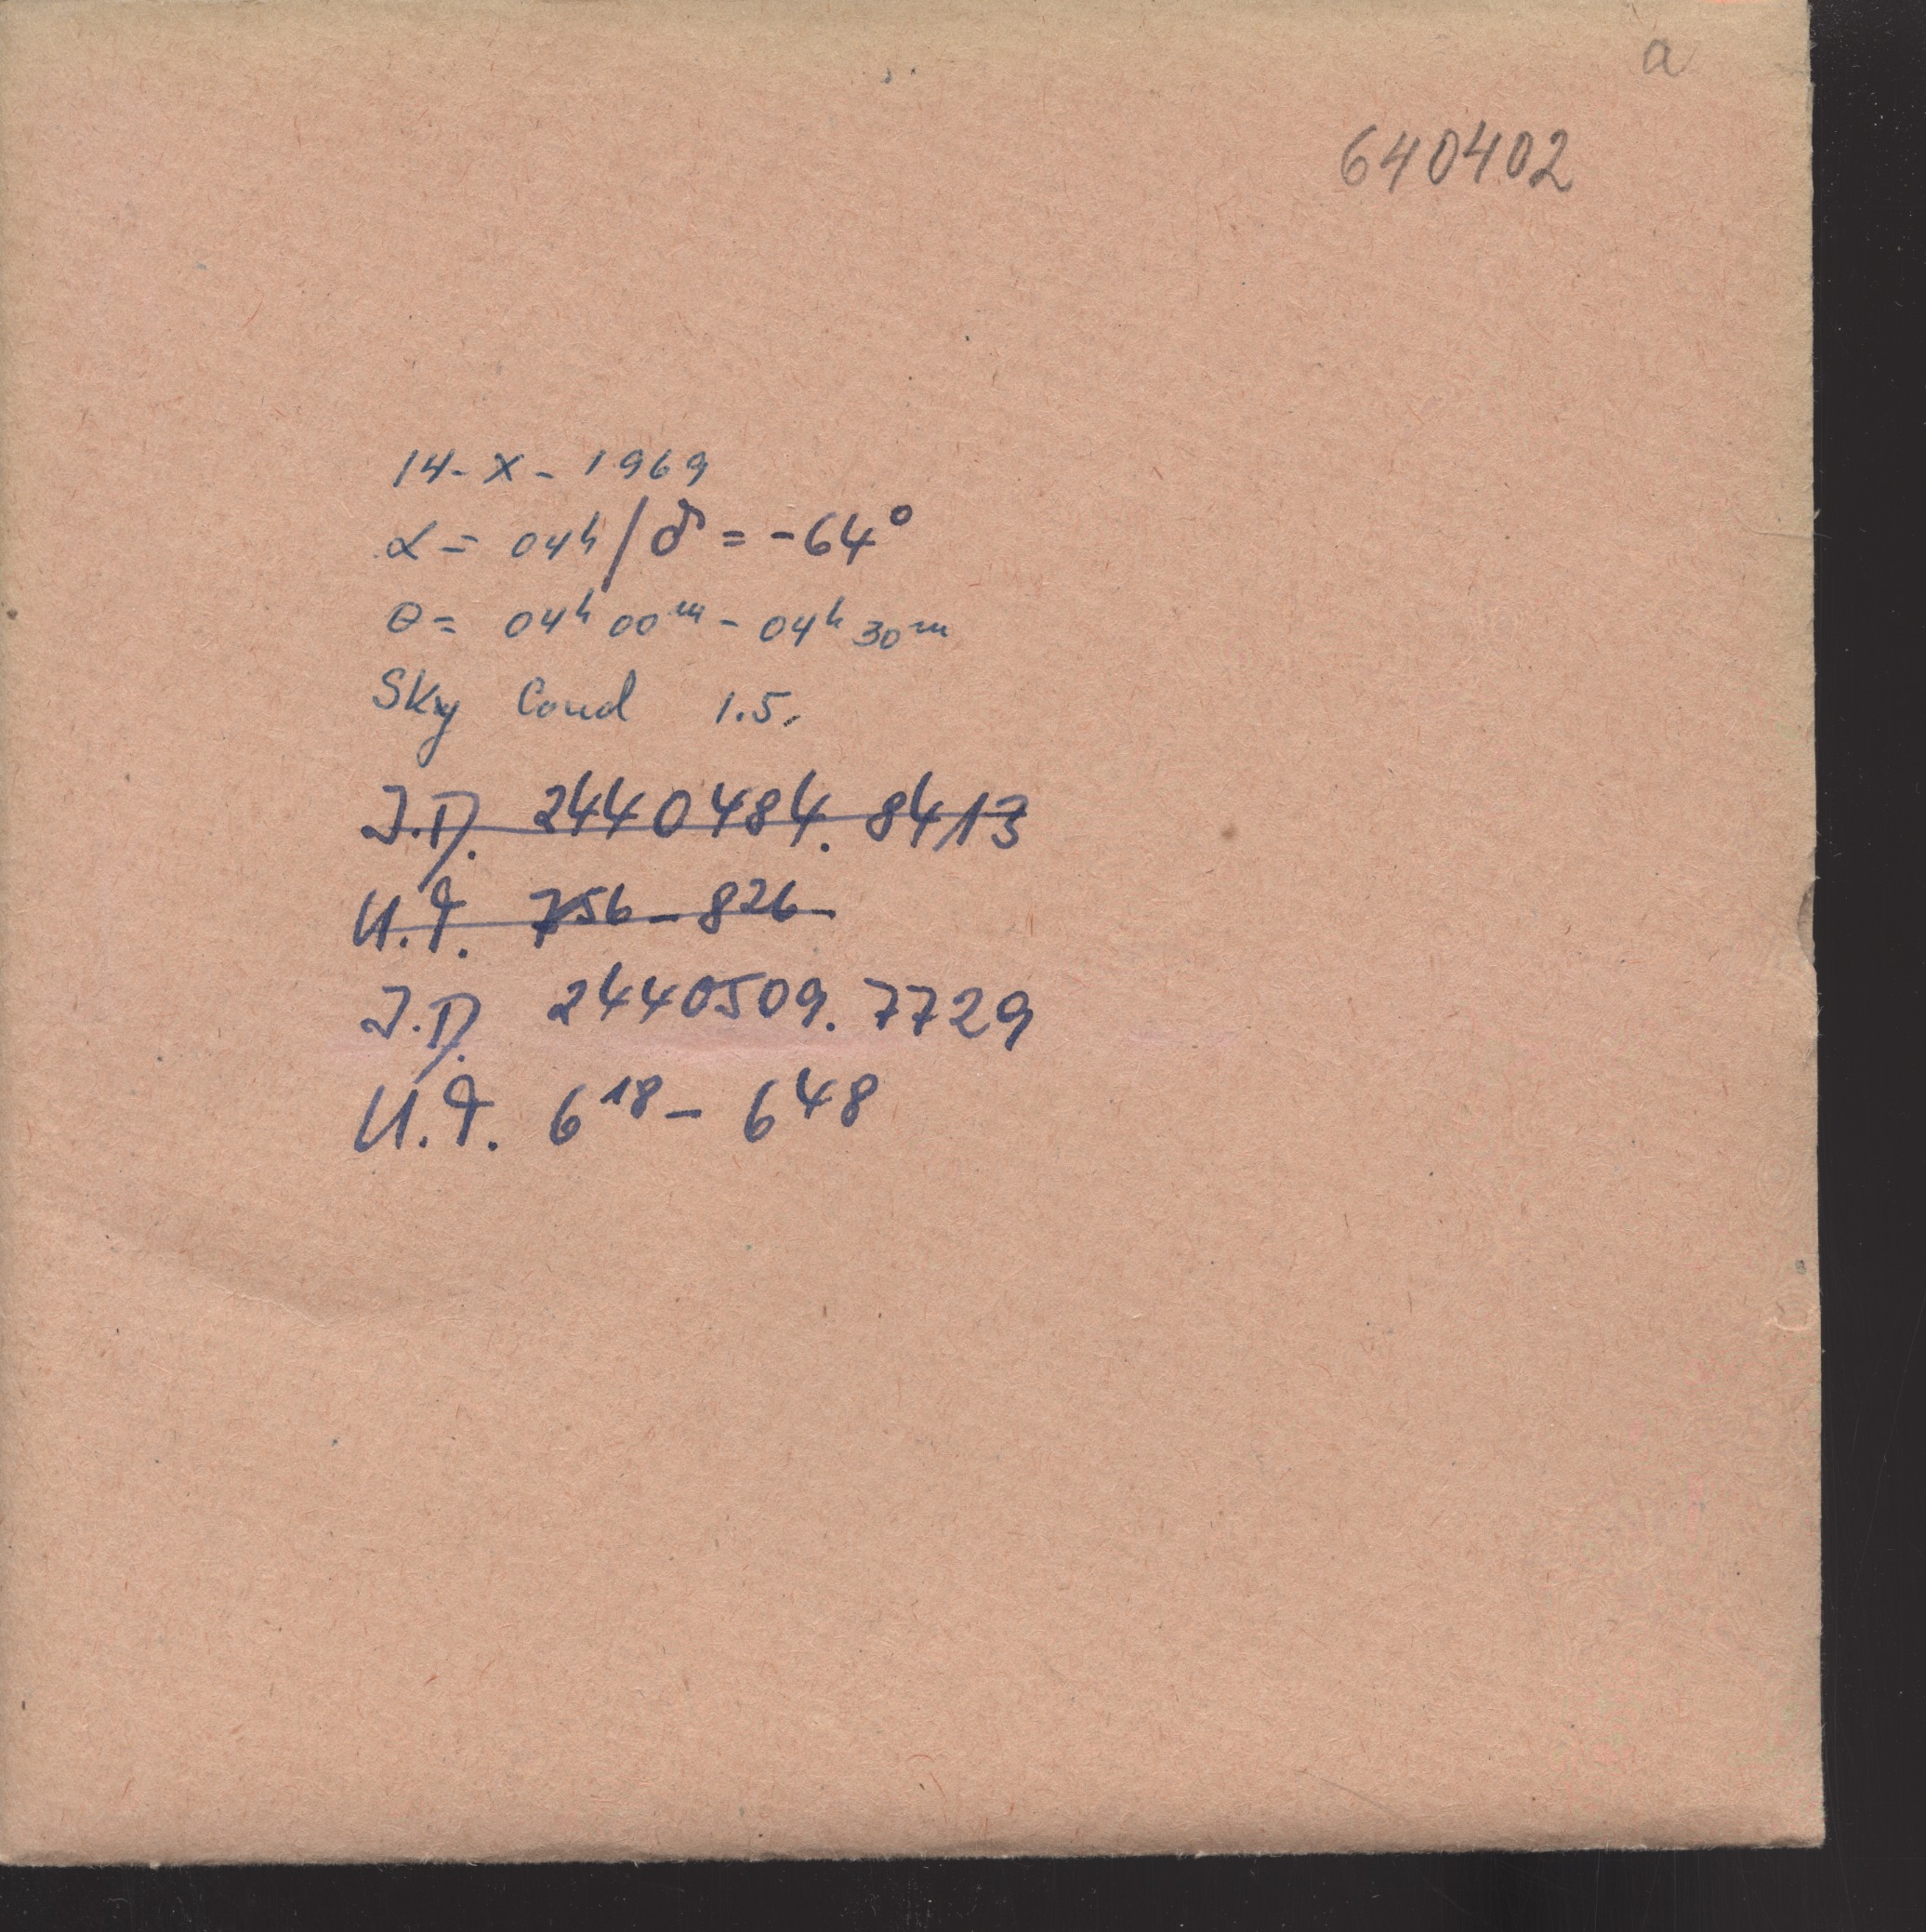 a
640402
14-X-1969
α= 04h/δ = -64°
θ= 04h 00m - 04h 30m
Sky Cond 1.5.
J.D. 2440484.8413
U.T. 756-826
J.D. 2440509.7729
U.T. 618- 648